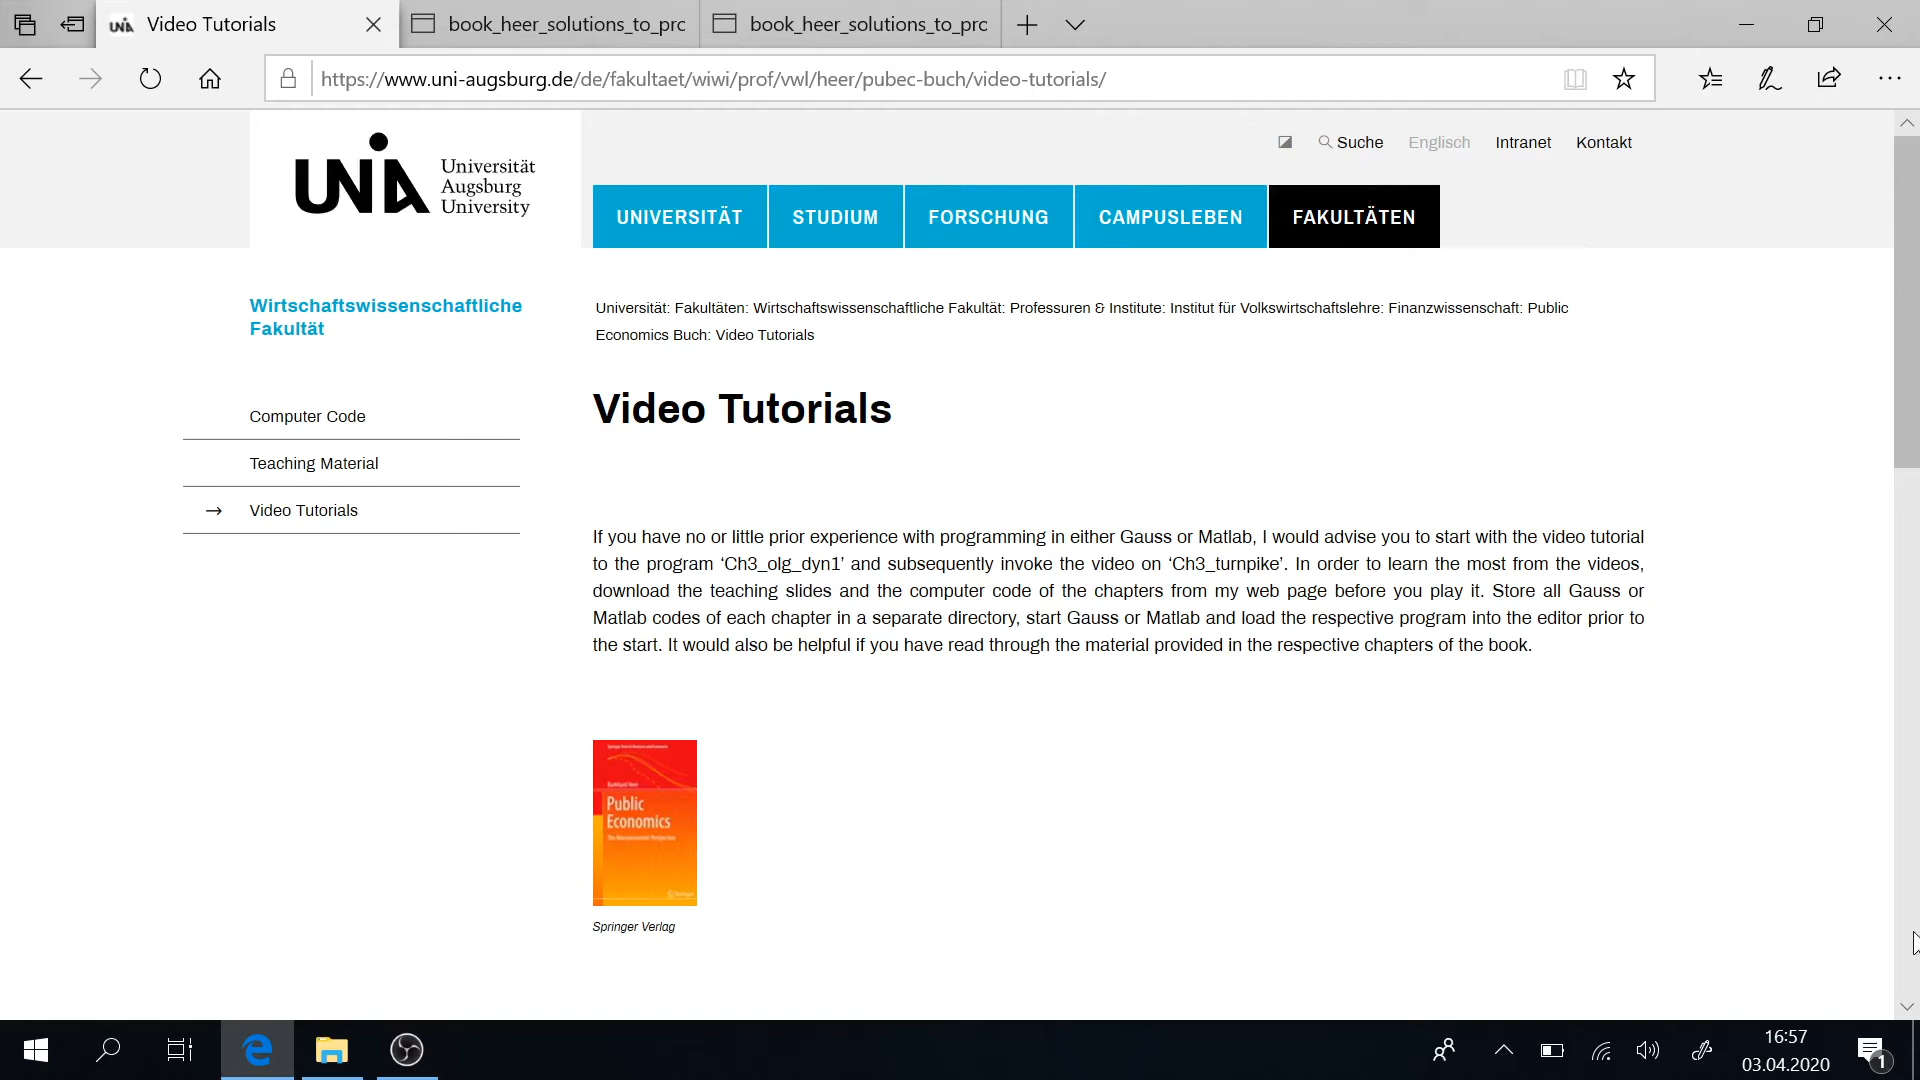 Video Tutorials
book_heer_solutions_to_prc
book_heer_solutions_to_prc
https://www.uni-augsburg.de/de/fakultaet/wiwi/prof/vwl/heer/pubec-buch/video-tutorials/
UNIA
Universität
Augsburg
University
Suche Englisch Intranet Kontakt
UNIVERSITÄT STUDIUM FORSCHUNG CAMPUSLEBEN FAKULTÄTEN
Wirtschaftswissenschaftliche
Fakultät
Computer Code
Teaching Material
→ Video Tutorials
Universität: Fakultäten: Wirtschaftswissenschaftliche Fakultät: Professuren & Institute: Institut für Volkswirtschaftslehre: Finanzwissenschaft: Public
Economics Buch: Video Tutorials
Video Tutorials
If you have no or little prior experience with programming in either Gauss or Matlab, I would advise you to start with the video tutorial
to the program ‘Ch3_olg_dyn1’ and subsequently invoke the video on ‘Ch3_turnpike’. In order to learn the most from the videos,
download the teaching slides and the computer code of the chapters from my web page before you play it. Store all Gauss or
Matlab codes of each chapter in a separate directory, start Gauss or Matlab and load the respective program into the editor prior to
the start. It would also be helpful if you have read through the material provided in the respective chapters of the book.
Burkhard Heer
Public
Economics
Springer
Springer Verlag
16:57
03.04.2020
1